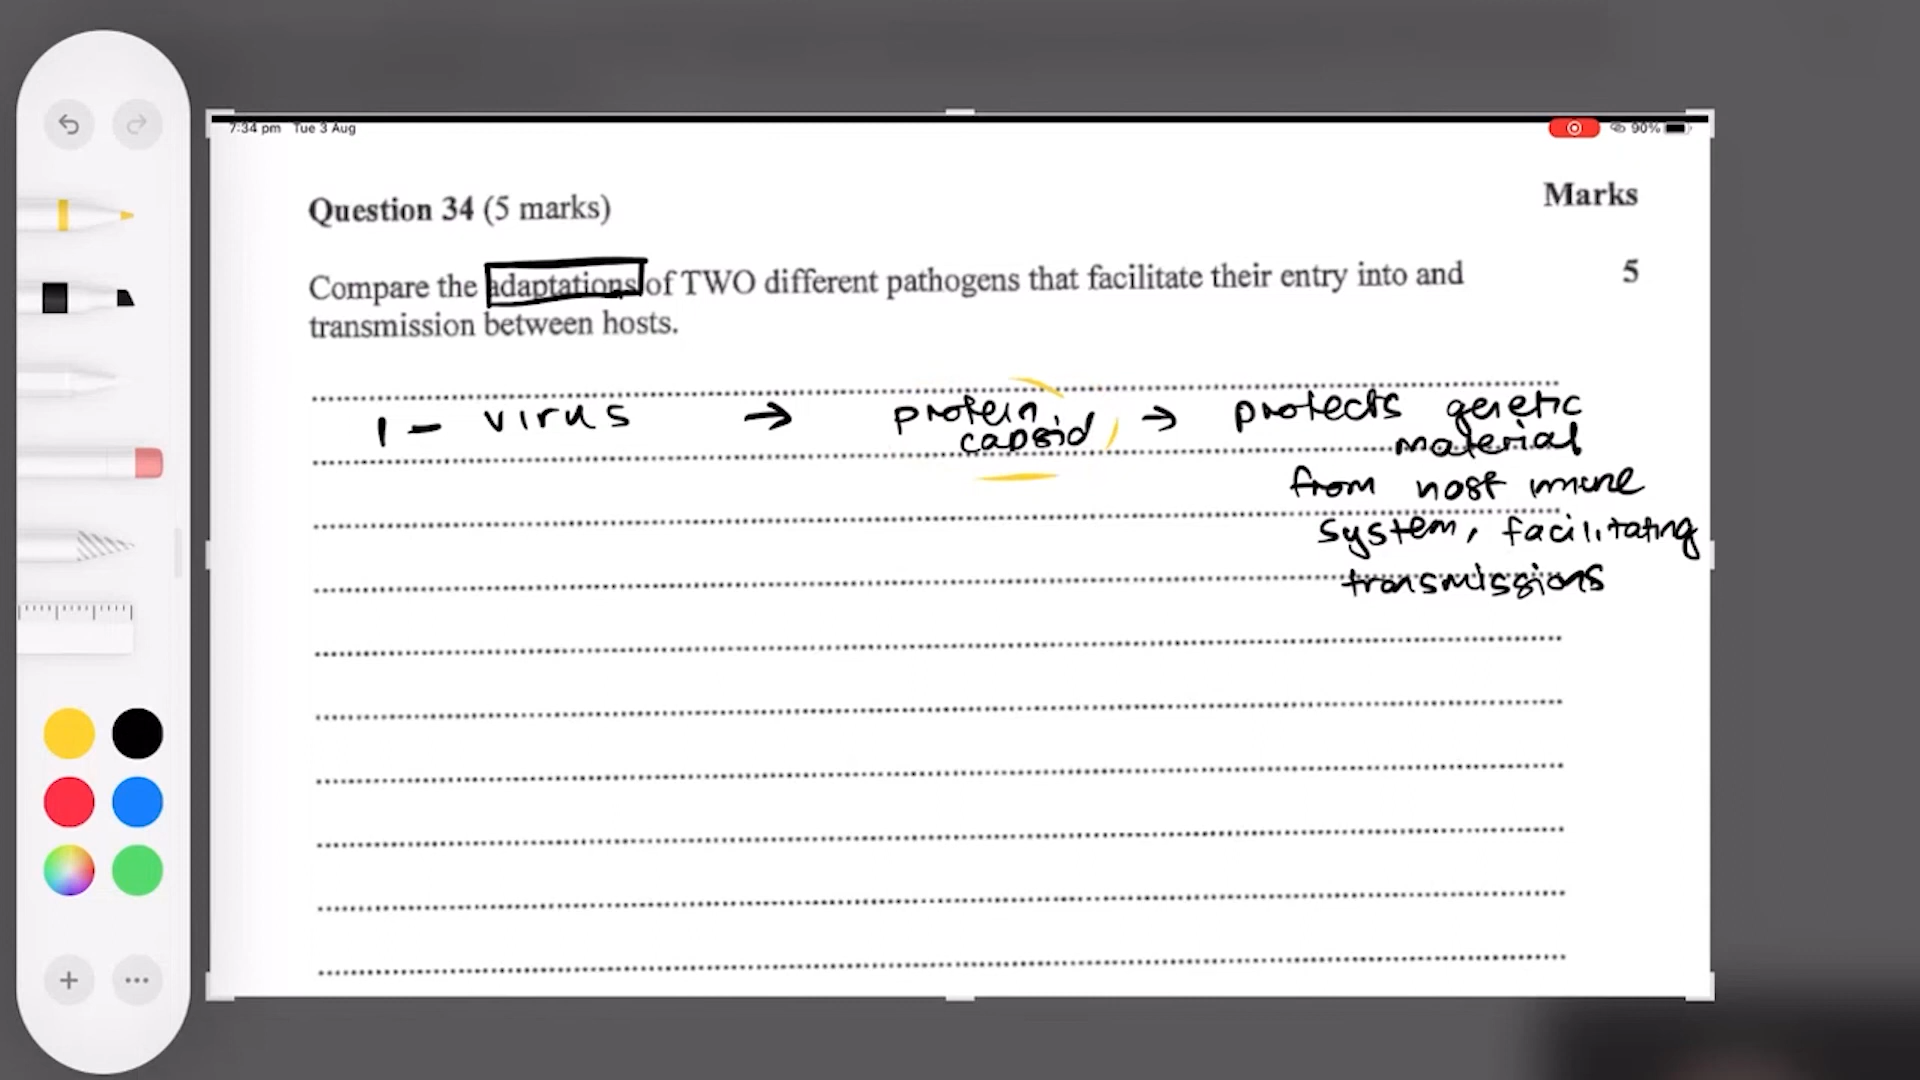 7:34 pm Tue 3 Aug
90%
Question 34 (5 marks)
Marks
Compare the adaptations of TWO different pathogens that facilitate their entry into and
5
transmission between hosts.
1 - virus → protein → protects genetic
capsid
material
from host
system, facilitating
transmissions